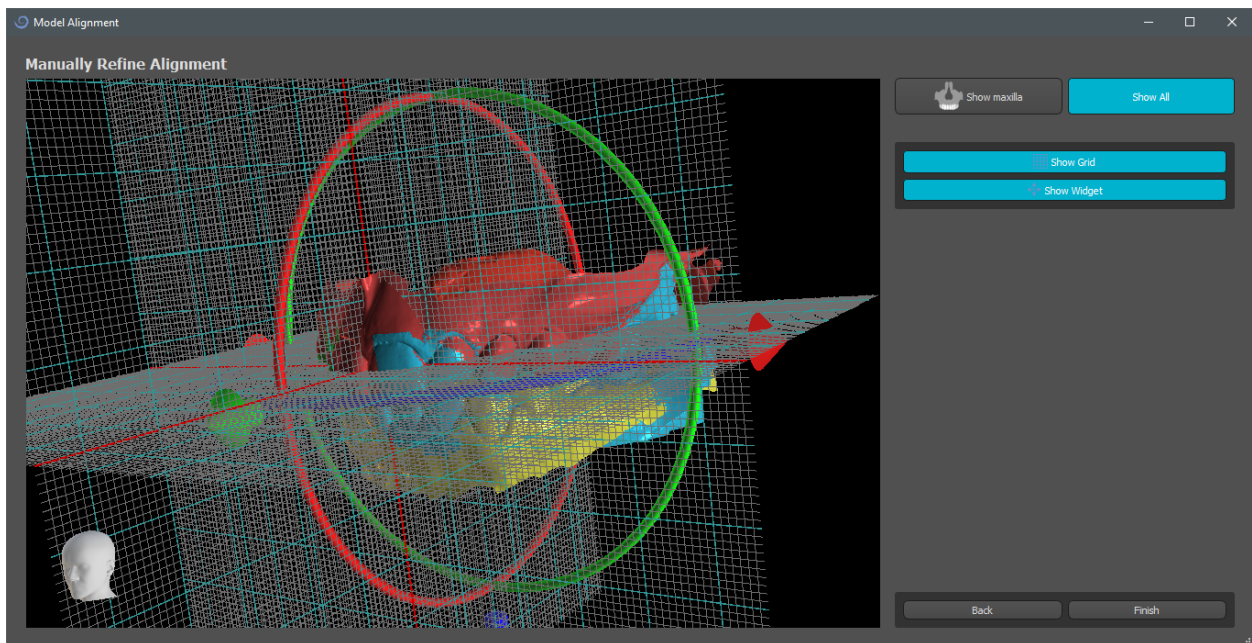 Model Alignment
Manually Refine Alignment
Show maxilla
Show All
Show Grid
Show Widget
Back
Finish